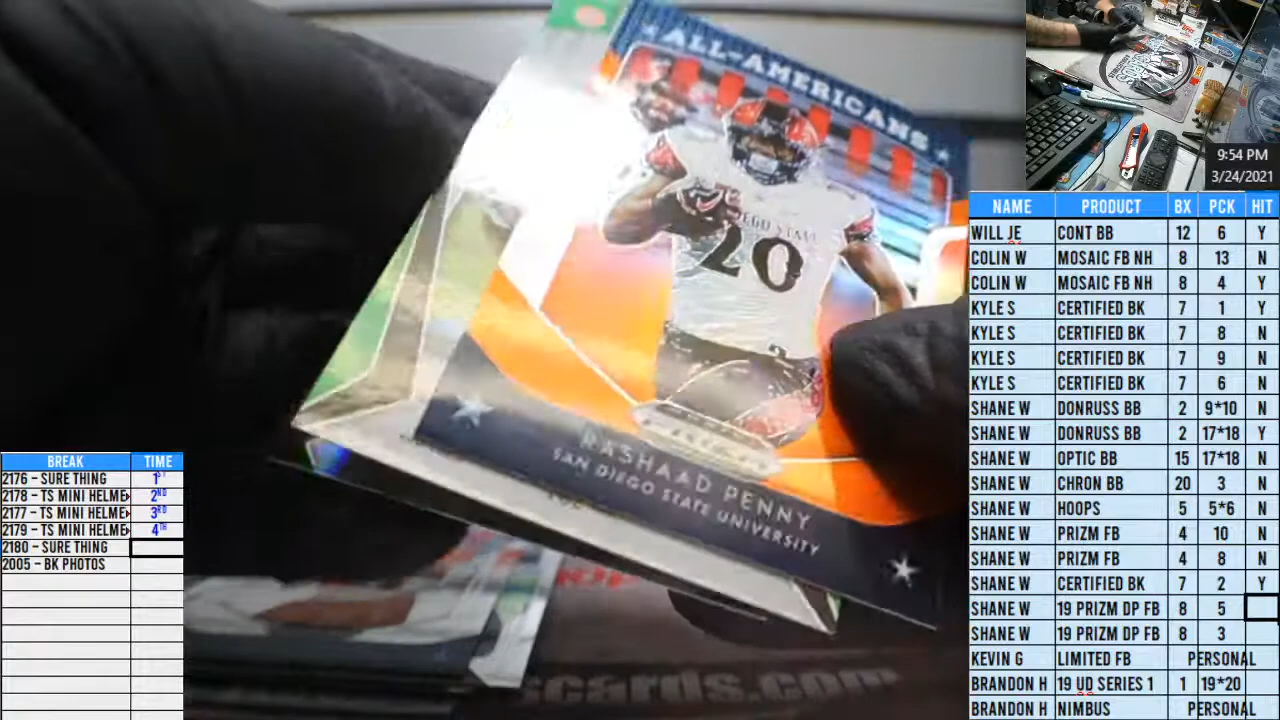 ALL-AMERICANS
EGO STATE
20
RASHAAD PENNY
SAN DIEGO STATE UNIVERSITY
scards.com
9:54 PM
3/24/2021
NAME PRODUCT BX PCK HIT
WILL JE CONT BB 12 6 Y
COLIN W MOSAIC FB NH 8 13 N
COLIN W MOSAIC FB NH 8 4 Y
KYLE S CERTIFIED BK 7 1 Y
KYLE S CERTIFIED BK 7 8 N
KYLE S CERTIFIED BK 7 9 N
KYLE S CERTIFIED BK 7 6 N
SHANE W DONRUSS BB 2 9*10 N
SHANE W DONRUSS BB 2 17*18 Y
SHANE W OPTIC BB 15 17*18 N
SHANE W CHRON BB 20 3 N
SHANE W HOOPS 5 5*6 N
SHANE W PRIZM FB 4 10 N
SHANE W PRIZM FB 4 8 N
SHANE W CERTIFIED BK 7 2 Y
SHANE W 19 PRIZM DP FB 8 5
SHANE W 19 PRIZM DP FB 8 3
KEVIN G LIMITED FB PERSONAL
BRANDON H 19 UD SERIES 1 1 19*20
BRANDON H NIMBUS PERSONAL
BREAK TIME
2176 - SURE THING 1ST
2178 - TS MINI HELME 2ND
2177 - TS MINI HELME 3RD
2179 - TS MINI HELME 4TH
2180 - SURE THING
2005 - BK PHOTOS